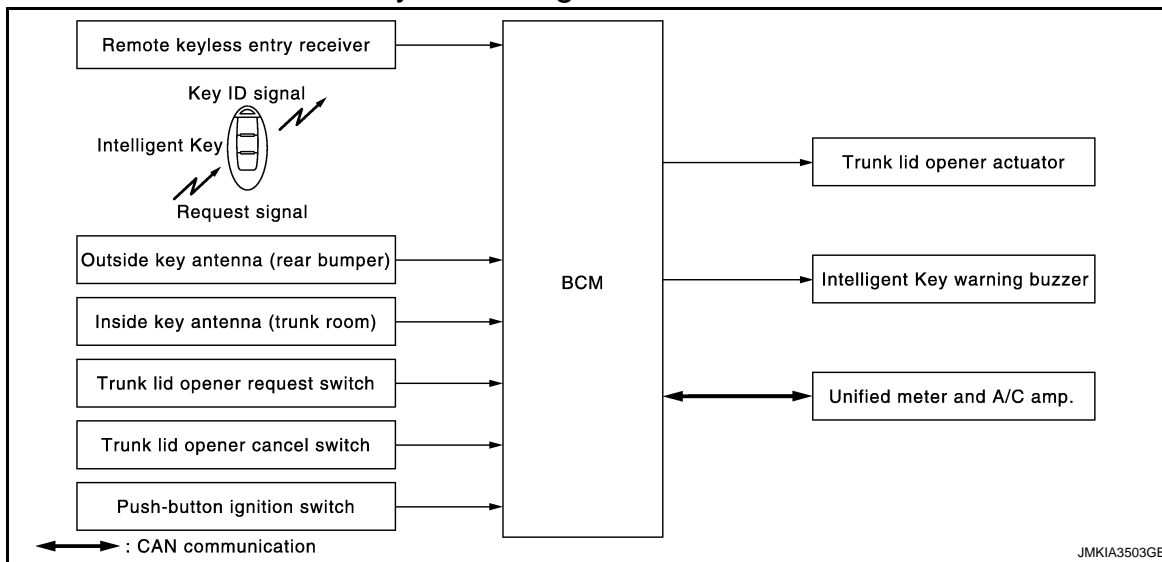 Remote keyless entry receiver
Key ID signal
Intelligent Key
Request signal
Outside key antenna (rear bumper)
Inside key antenna (trunk room)
Trunk lid opener request switch
Trunk lid opener cancel switch
Push-button ignition switch
: CAN communication
BCM
Trunk lid opener actuator
Intelligent Key warning buzzer
Unified meter and A/C amp.
JMKIA3503GB